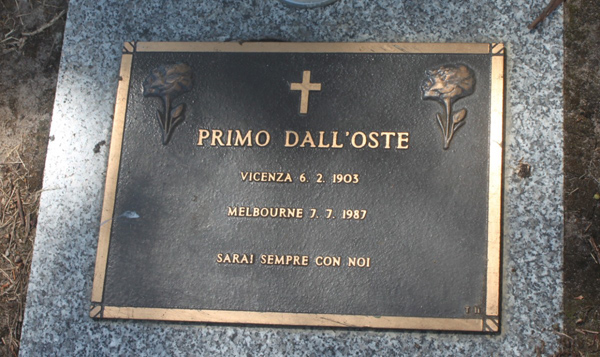 PRIMO DALL'OSTE
VICENZA 6. 2. 1903
MELBOURNE 7. 7. 1987
SARAI SEMPRE CON NOI